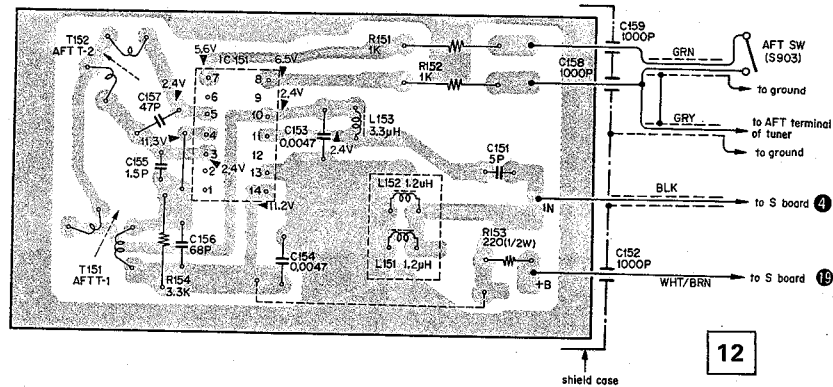 T152
AFT T-2
5.6V
IC 151
6.5V
R151
1K
R152
1K
C159
1000P
GRN
AFT SW
(S903)
C158
1000P
to ground
GRY
to AFT terminal
of tuner
to ground
2.4V
C157
47P
7
6
5
4
3
2
1
8
9
10
11
12
13
14
2.4V
C153
0.0047
L153
3.3µH
2.4V
11.3V
C155
1.5P
2.4V
C151
5P
BLK
to S board 4
IN
11.2V
L152 1.2uH
L151 1.2µH
R153
220(1/2W)
C152
1000P
WHT/BRN
to S board 19
+B
T151
AFT T-1
C156
68P
R154
3.3K
C154
0.0047
12
shield case